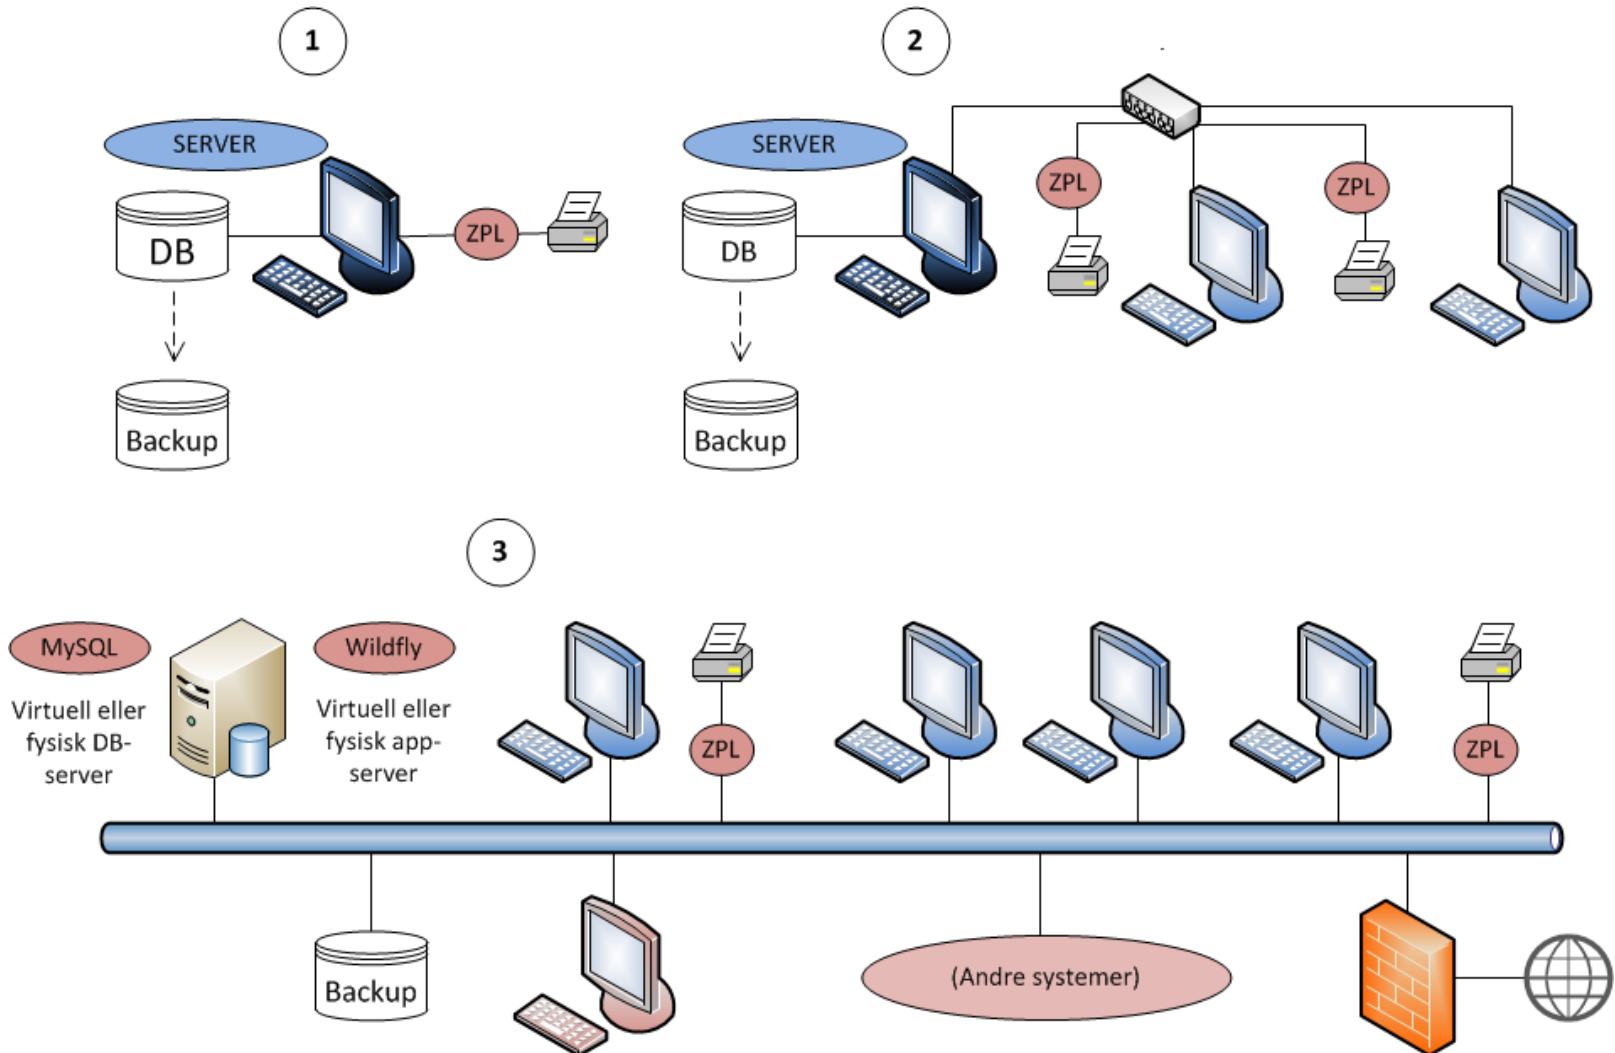 1
SERVER
DB
ZPL
Backup
2
SERVER
DB
ZPL
ZPL
Backup
3
MySQL
Virtuell eller
fysisk DB-
server
Wildfly
Virtuell eller
fysisk app-
server
ZPL
ZPL
Backup
(Andre systemer)